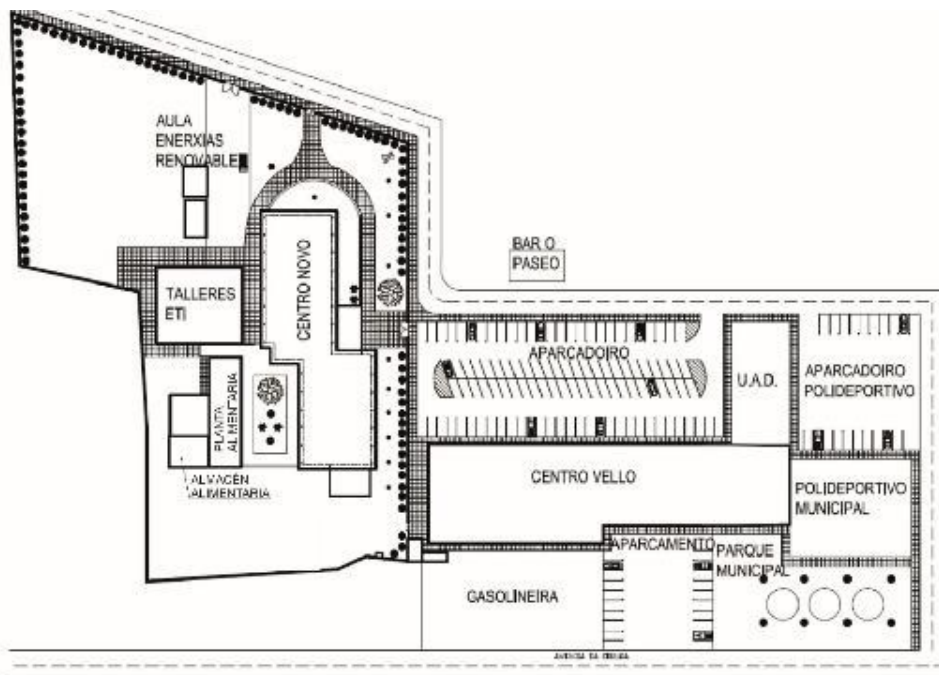 AULA
ENERXIAS
RENOVABLE
BAR O
PASEO
CENTRO NOVO
TALLERES
ETI
APARCADOIRO
U.A.D.
APARCADOIRO
POLIDEPORTIVO
PLANTA
ALIMENTARIA
ALMACÉN
ALIMENTARIA
CENTRO VELLO
POLIDEPORTIVO
MUNICIPAL
APARCAMENTO
PARQUE
MUNICIPAL
GASOLINEIRA